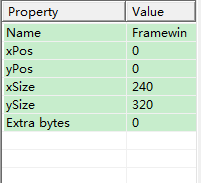 Property Value
Name Framewin
xPos 0
yPos 0
xSize 240
ySize 320
Extra bytes 0